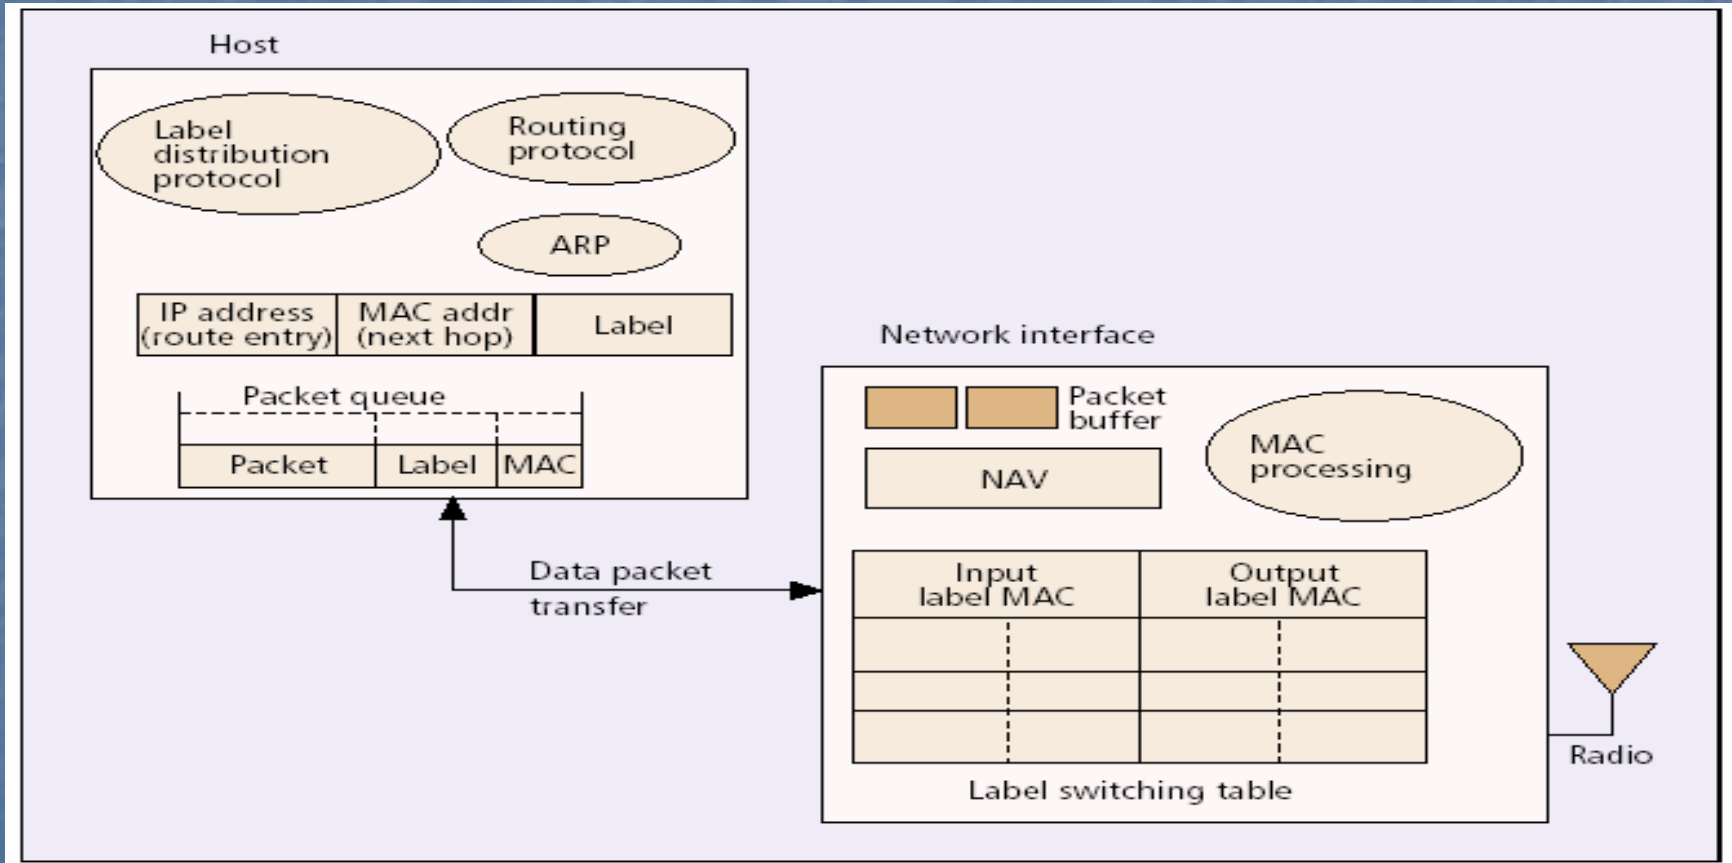 Host
Label
distribution
protocol
Routing
protocol
ARP
IP address
(route entry)
MAC addr
(next hop)
Label
Packet queue
Packet
Label
MAC
Data packet
transfer
Network interface
Packet
buffer
NAV
MAC
processing
Input
label MAC
Output
label MAC
Label switching table
Radio